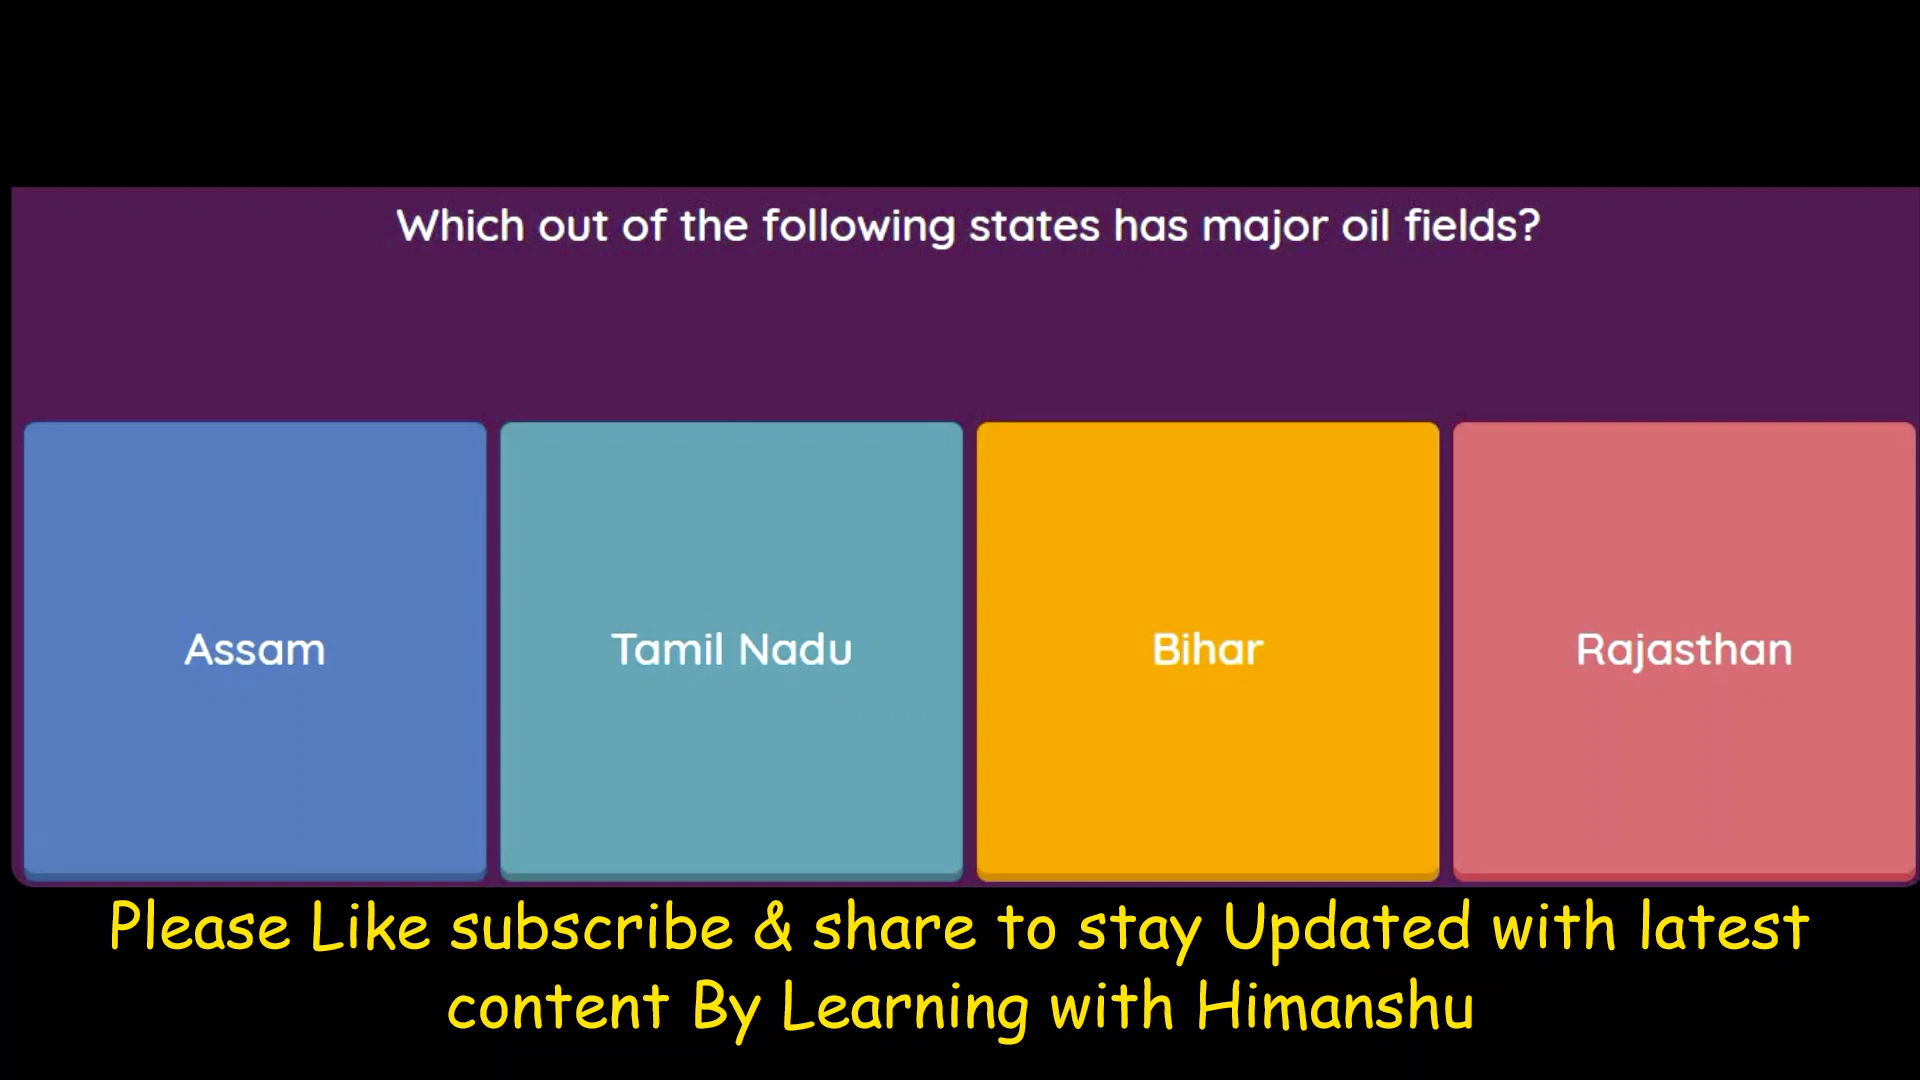 Which out of the following states has major oil fields?
Assam
Tamil Nadu
Bihar
Rajasthan
Please Like subscribe & share to stay Updated with latest
content By Learning with Himanshu